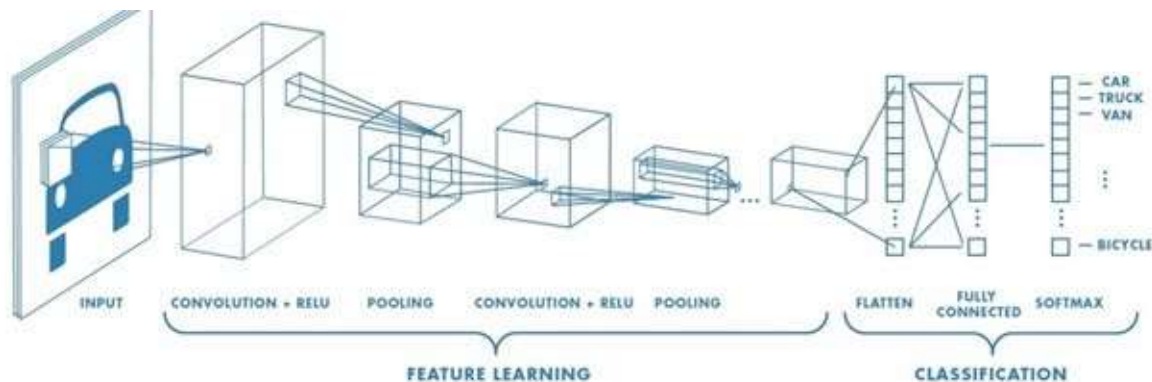 CAR
TRUCK
VAN
BICYCLE
INPUT
CONVOLUTION + RELU
POOLING
CONVOLUTION + RELU
POOLING
FLATTEN
FULLY
CONNECTED
SOFTMAX
FEATURE LEARNING
CLASSIFICATION